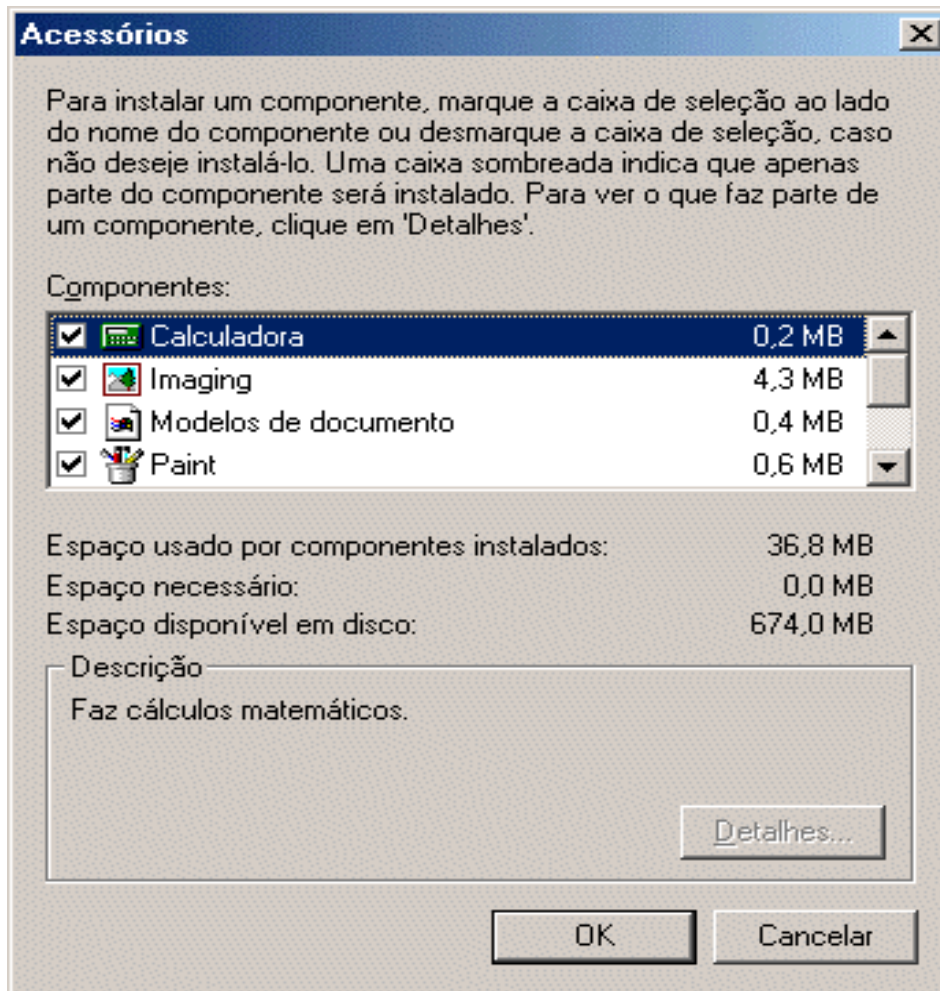 Acessórios
Para instalar um componente, marque a caixa de seleção ao lado
do nome do componente ou desmarque a caixa de seleção, caso
não deseje instalá-lo. Uma caixa sombreada indica que apenas
parte do componente será instalado. Para ver o que faz parte de
um componente, clique em 'Detalhes'.
Componentes:
Calculadora 0,2 MB
Imaging 4,3 MB
Modelos de documento 0,4 MB
Paint 0,6 MB
Espaço usado por componentes instalados: 36,8 MB
Espaço necessário: 0,0 MB
Espaço disponível em disco: 674,0 MB
Descrição
Faz cálculos matemáticos.
Detalhes...
OK Cancelar